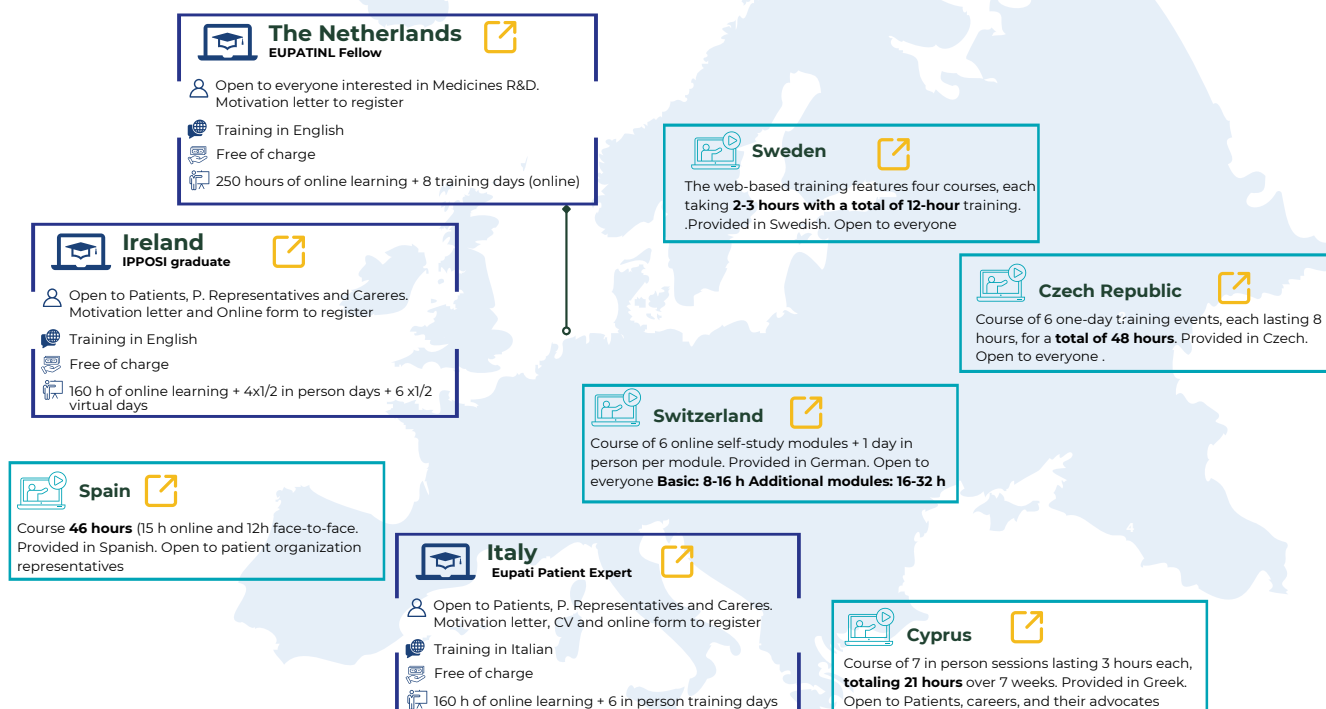 The Netherlands
EUPATINL Fellow
Open to everyone interested in Medicines R&D.
Motivation letter to register
Training in English
Free of charge
250 hours of online learning + 8 training days (online)
Sweden
The web-based training features four courses, each
taking 2-3 hours with a total of 12-hour training.
.Provided in Swedish. Open to everyone
Ireland
IPPOSI graduate
Open to Patients, P. Representatives and Careres.
Motivation letter and Online form to register
Training in English
Free of charge
160 h of online learning + 4x1/2 in person days + 6 x1/2
virtual days
Czech Republic
Course of 6 one-day training events, each lasting 8
hours, for a total of 48 hours. Provided in Czech.
Open to everyone .
Switzerland
Course of 6 online self-study modules + 1 day in
person per module. Provided in German. Open to
everyone Basic: 8-16 h Additional modules: 16-32 h
Spain
Course 46 hours (15 h online and 12h face-to-face.
Provided in Spanish. Open to patient organization
representatives
Italy
Eupati Patient Expert
Open to Patients, P. Representatives and Careres.
Motivation letter, CV and online form to register
Training in Italian
Free of charge
160 h of online learning + 6 in person training days
Cyprus
Course of 7 in person sessions lasting 3 hours each,
totaling 21 hours over 7 weeks. Provided in Greek.
Open to Patients, careers, and their advocates